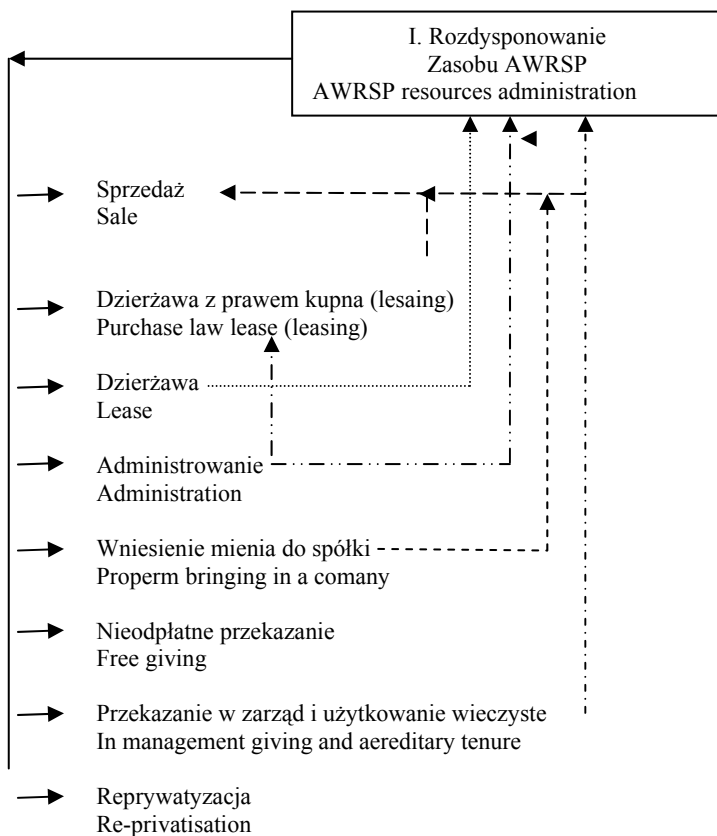 I. Rozdysponowanie
Zasobu AWRSP
AWRSP resources administration
Sprzedaż
Sale
Dzierżawa z prawem kupna (lesaing)
Purchase law lease (leasing)
Dzierżawa
Lease
Administrowanie
Administration
Wniesienie mienia do spółki
Properm bringing in a comany
Nieodpłatne przekazanie
Free giving
Przekazanie w zarząd i użytkowanie wieczyste
In management giving and aereditary tenure
Reprywatyzacja
Re-privatisation